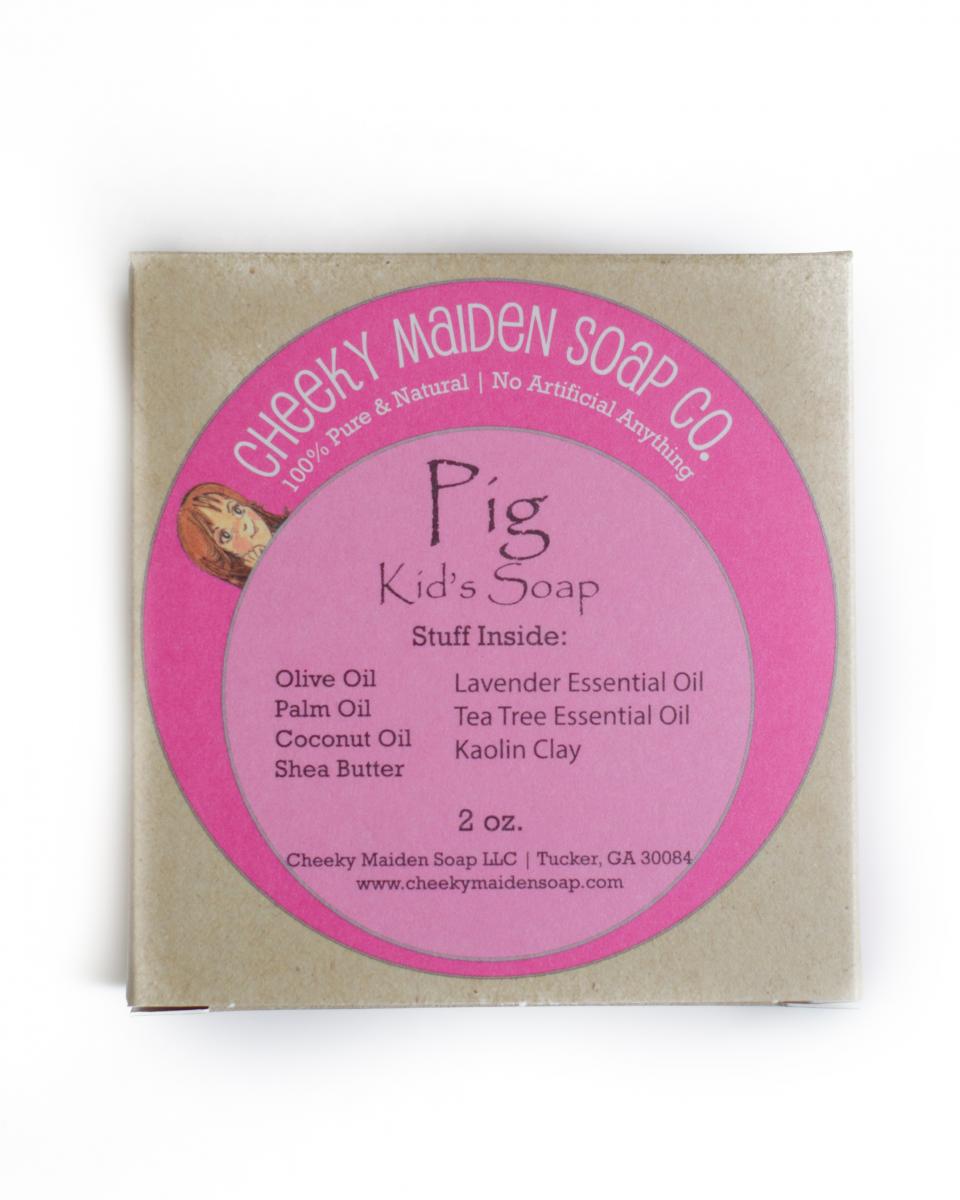 CHEEKY MAIDEN SOAP CO.
100% Pure & Natural | No Artificial Anything
Pig
Kid's Soap
Stuff Inside:
Olive Oil
Palm Oil
Coconut Oil
Shea Butter
Lavender Essential Oil
Tea Tree Essential Oil
Kaolin Clay
2 oz.
Cheeky Maiden Soap LLC | Tucker, GA 30084
www.cheekymaidensoap.com